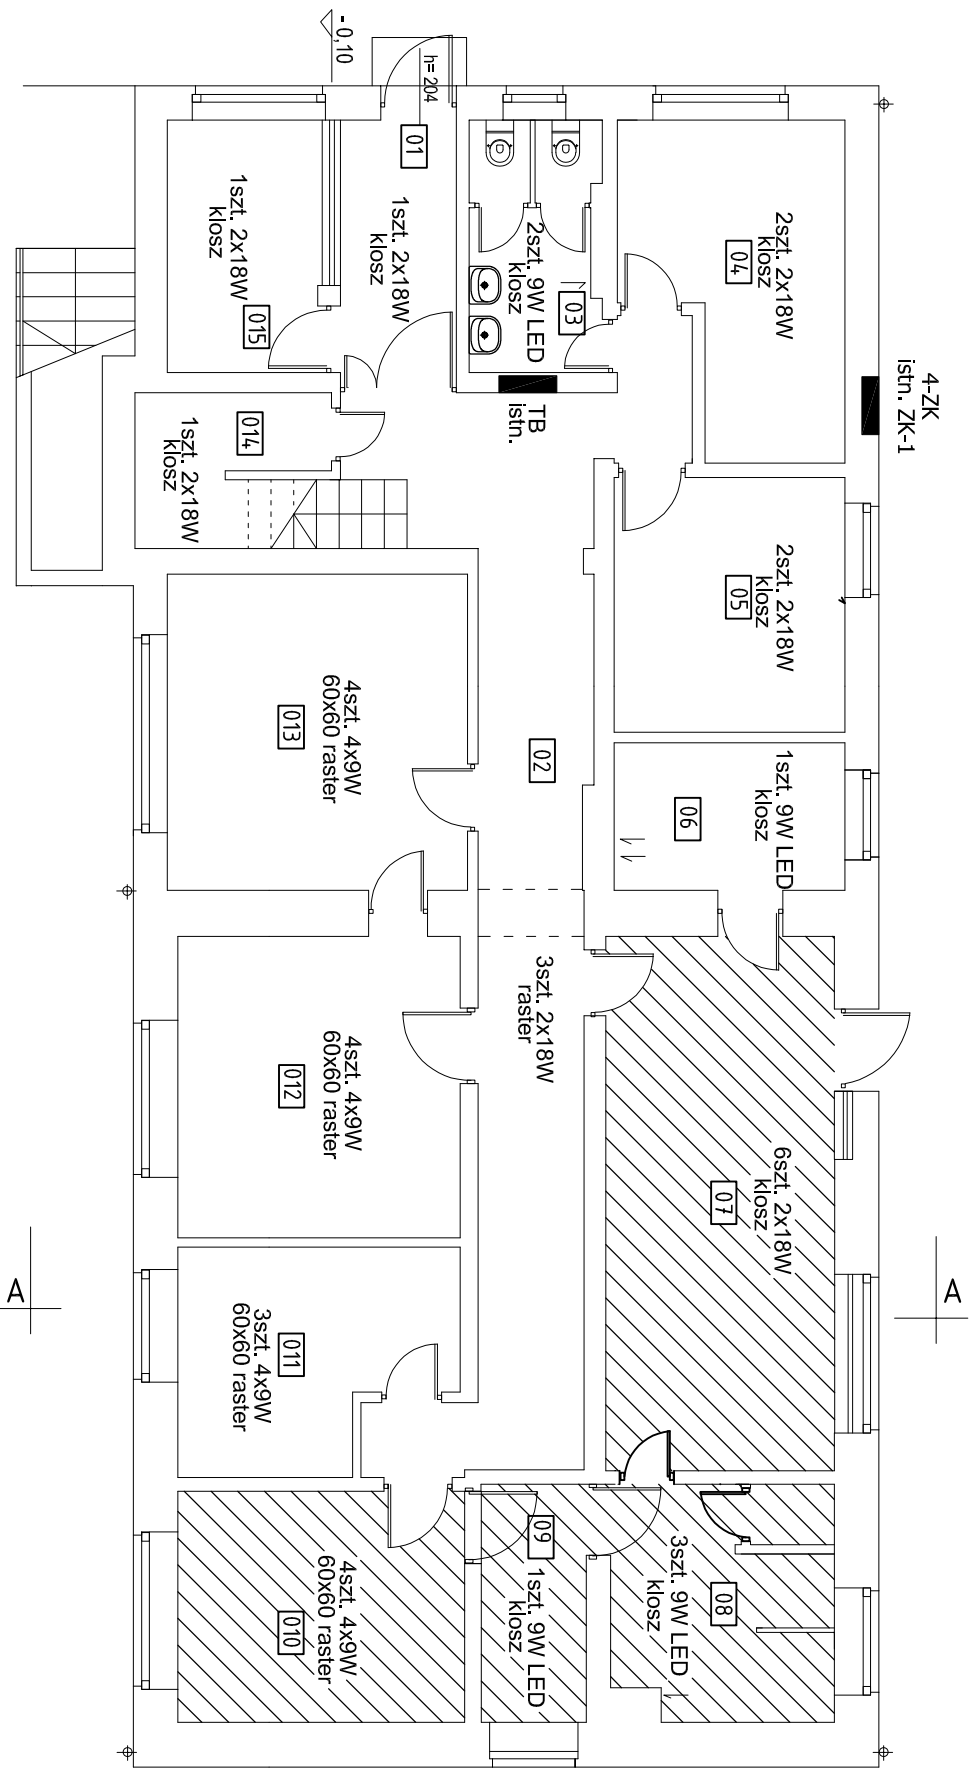 -0,10
h=204
01
1szt. 2x18W
klosz
1szt. 2x18W
klosz
015
2szt. 9W LED
klosz
03
2szt. 2x18W
klosz
04
4-ZK
istn. ZK-1
TB
istn.
014
1szt. 2x18W
klosz
2szt. 2x18W
klosz
05
02
1szt. 9W LED
klosz
06
4szt. 4x9W
60x60 raster
013
3szt. 2x18W
raster
4szt. 4x9W
60x60 raster
012
6szt. 2x18W
klosz
07
A
A
011
3szt. 4x9W
60x60 raster
09
1szt. 9W LED
klosz
08
3szt. 9W LED
klosz
4szt. 4x9W
60x60 raster
010